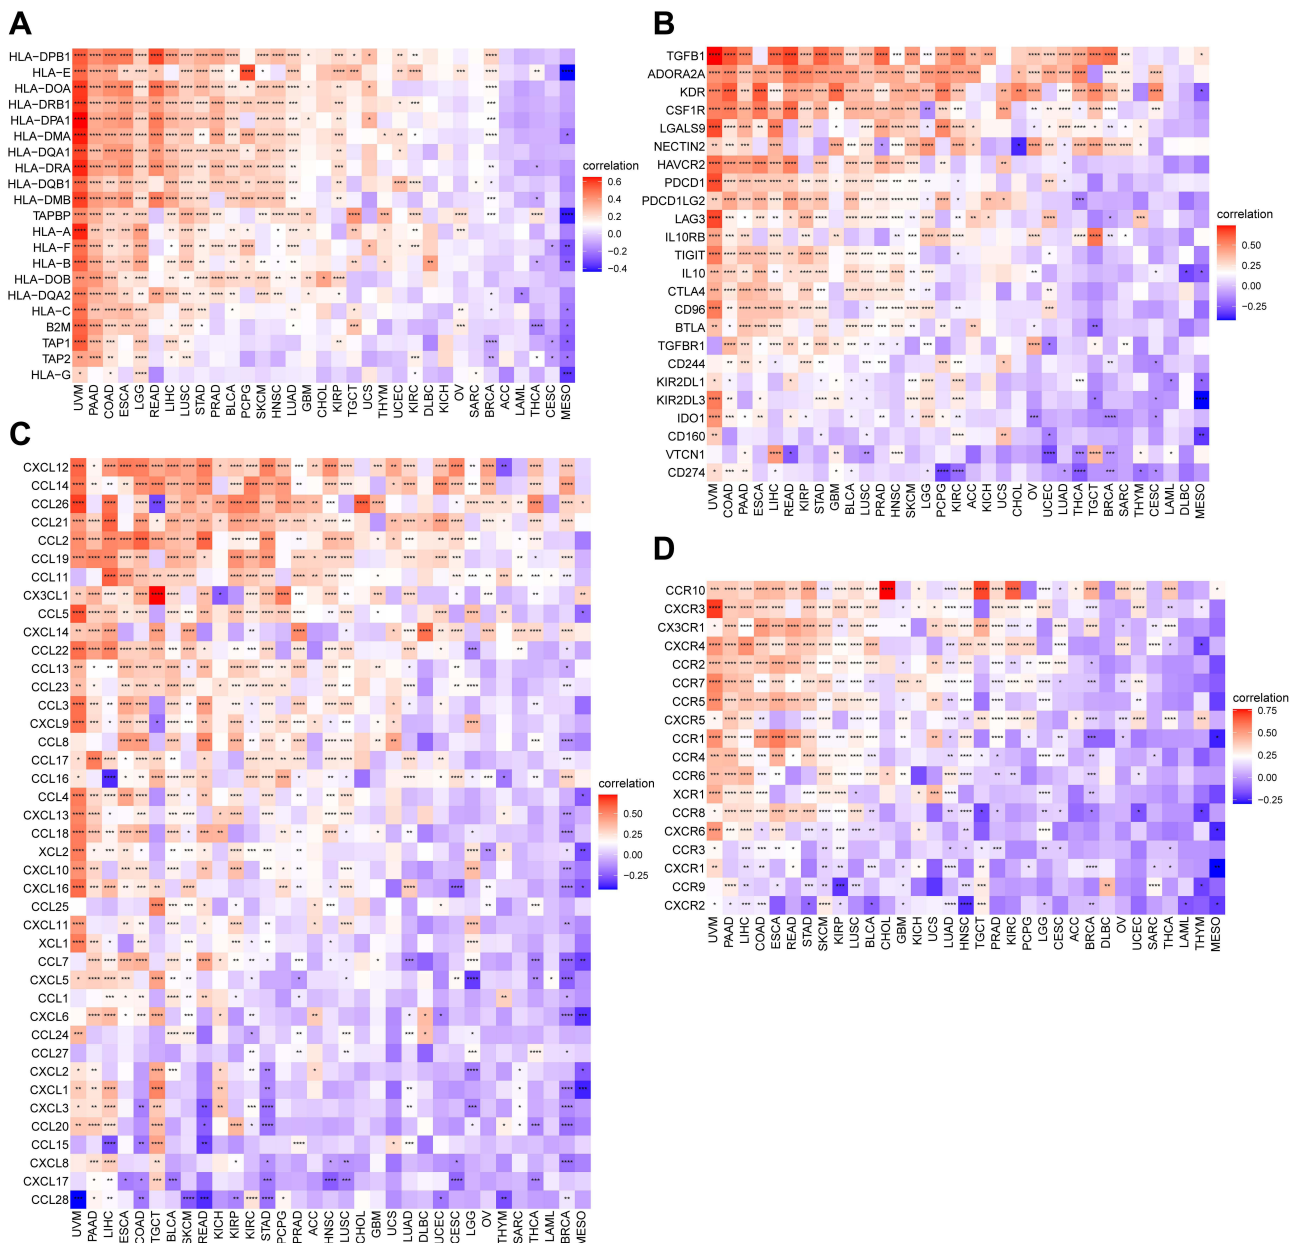 A
HLA-DPB1
HLA-E
HLA-DOA
HLA-DRB1
HLA-DPA1
HLA-DMA
HLA-DQA1
HLA-DRA
HLA-DQB1
HLA-DMB
TAPBP
HLA-A
HLA-F
HLA-B
HLA-DOB
HLA-DQA2
HLA-C
B2M
TAP1
TAP2
HLA-G
UVM PAAD COAD ESCA LGG READ LIHC LUSC STAD PRAD BLCA PCPG SKCM HNSC LUAD GBM CHOL KIRP TGCT UCS THYM UCEC KIRC DLBC KICH OV SARC BRCA ACC THCA CESC MESO
correlation
0.6
0.4
0.2
0.0
−0.2
−0.4
B
TGFB1
ADORA2A
KDR
CSF1R
LGALS9
NECTIN2
HAVCR2
PDCD1
PDCD1LG2
LAG3
IL10RB
TIGIT
IL10
CTLA4
CD96
BTLA
TGFBR1
CD244
KIR2DL1
KIR2DL3
IDO1
CD160
VTCN1
CD274
UVM COAD PAAD ESCA LIHC READ KIRP STAD GBM BLCA LUSC PRAD HNSC SKCM LGG PCPG KIRC ACC KICH UCS CHOL OV UCEC LUAD THCA TGCT BRCA SARC THYM CESC LAML DLBC MESO
correlation
0.50
0.25
0.00
−0.25
C
CXCL12
CCL14
CCL26
CCL21
CCL2
CCL19
CCL11
CX3CL1
CCL5
CXCL14
CCL22
CCL13
CCL23
CCL3
CXCL9
CCL8
CCL17
CCL16
CCL4
CXCL13
CCL18
XCL2
CXCL10
CXCL16
CCL25
CXCL11
XCL1
CCL7
CXCL5
CCL1
CXCL6
CCL24
CCL27
CXCL2
CXCL1
CXCL3
CCL20
CCL15
CXCL8
CXCL17
CCL28
UVM PAAD LIHC ESCA COAD TGCT BLCA SKCM READ KICH KIRP KIRC STAD PCPG PRAD ACC HNSC LUSC CHOL GBM UCS LUAD DLBC UCEC CESC LGG OV THYM SARC THCA LAML BRCA MESO
correlation
0.50
0.25
0.00
−0.25
D
CCR10
CXCR3
CX3CR1
CXCR4
CCR2
CCR7
CCR5
CXCR5
CCR1
CCR4
CCR6
XCR1
CCR8
CXCR6
CCR3
CXCR1
CCR9
CXCR2
UVM PAAD LIHC COAD ESCA READ STAD SKCM KIRP LUSC BLCA CHOL GBM KICH UCS LUAD HNSC TGCT PRAD KIRC PCPG LGG CESC ACC BRCA DLBC OV UCEC SARC THCA LAML THYM MESO
correlation
0.75
0.50
0.25
0.00
−0.25